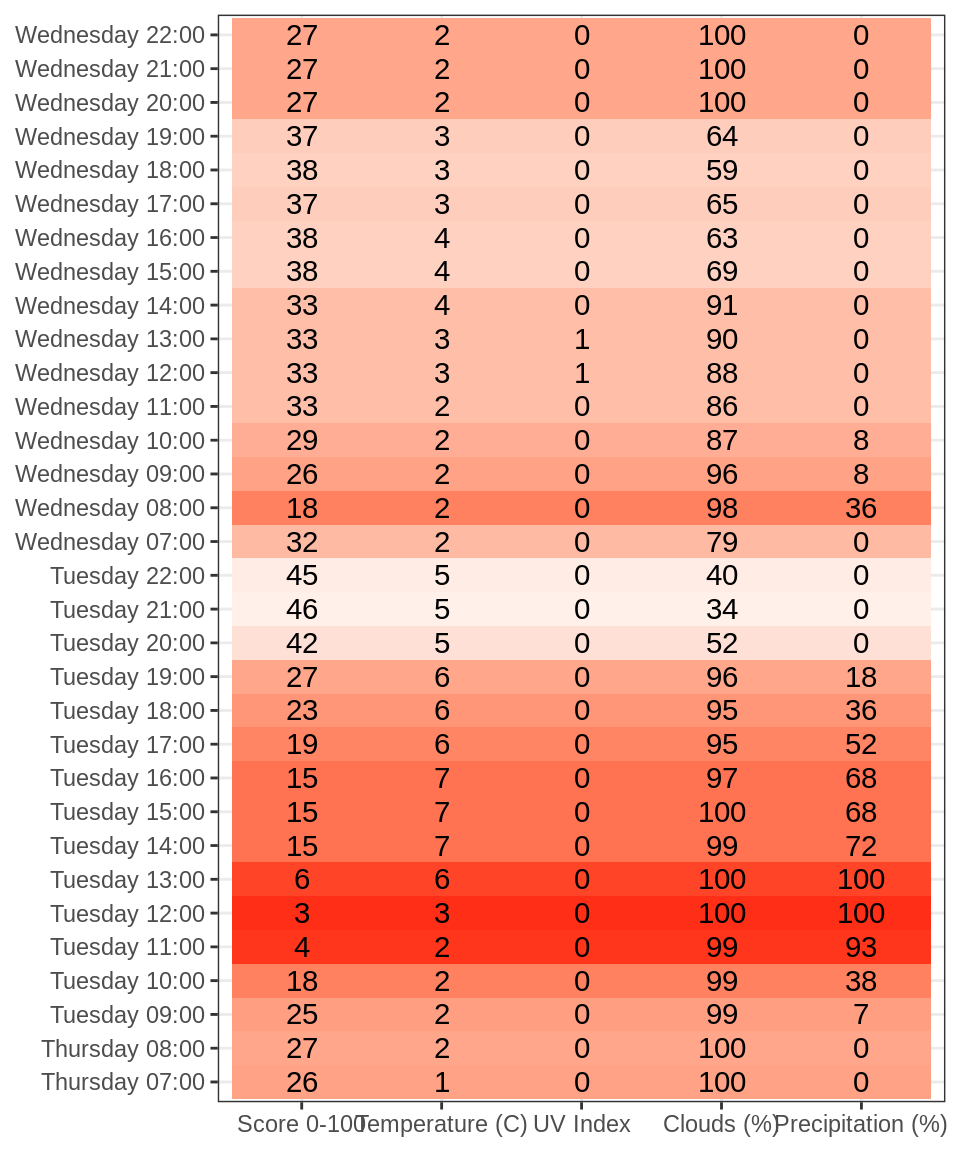 Wednesday 22:00 27 2 0 100 0
Wednesday 21:00 27 2 0 100 0
Wednesday 20:00 27 2 0 100 0
Wednesday 19:00 37 3 0 64 0
Wednesday 18:00 38 3 0 59 0
Wednesday 17:00 37 3 0 65 0
Wednesday 16:00 38 4 0 63 0
Wednesday 15:00 38 4 0 69 0
Wednesday 14:00 33 4 0 91 0
Wednesday 13:00 33 3 1 90 0
Wednesday 12:00 33 3 1 88 0
Wednesday 11:00 33 2 0 86 0
Wednesday 10:00 29 2 0 87 8
Wednesday 09:00 26 2 0 96 8
Wednesday 08:00 18 2 0 98 36
Wednesday 07:00 32 2 0 79 0
Tuesday 22:00 45 5 0 40 0
Tuesday 21:00 46 5 0 34 0
Tuesday 20:00 42 5 0 52 0
Tuesday 19:00 27 6 0 96 18
Tuesday 18:00 23 6 0 95 36
Tuesday 17:00 19 6 0 95 52
Tuesday 16:00 15 7 0 97 68
Tuesday 15:00 15 7 0 100 68
Tuesday 14:00 15 7 0 99 72
Tuesday 13:00 6 6 0 100 100
Tuesday 12:00 3 3 0 100 100
Tuesday 11:00 4 2 0 99 93
Tuesday 10:00 18 2 0 99 38
Tuesday 09:00 25 2 0 99 7
Thursday 08:00 27 2 0 100 0
Thursday 07:00 26 1 0 100 0
Score 0-100 Temperature (C) UV Index Clouds (%) Precipitation (%)